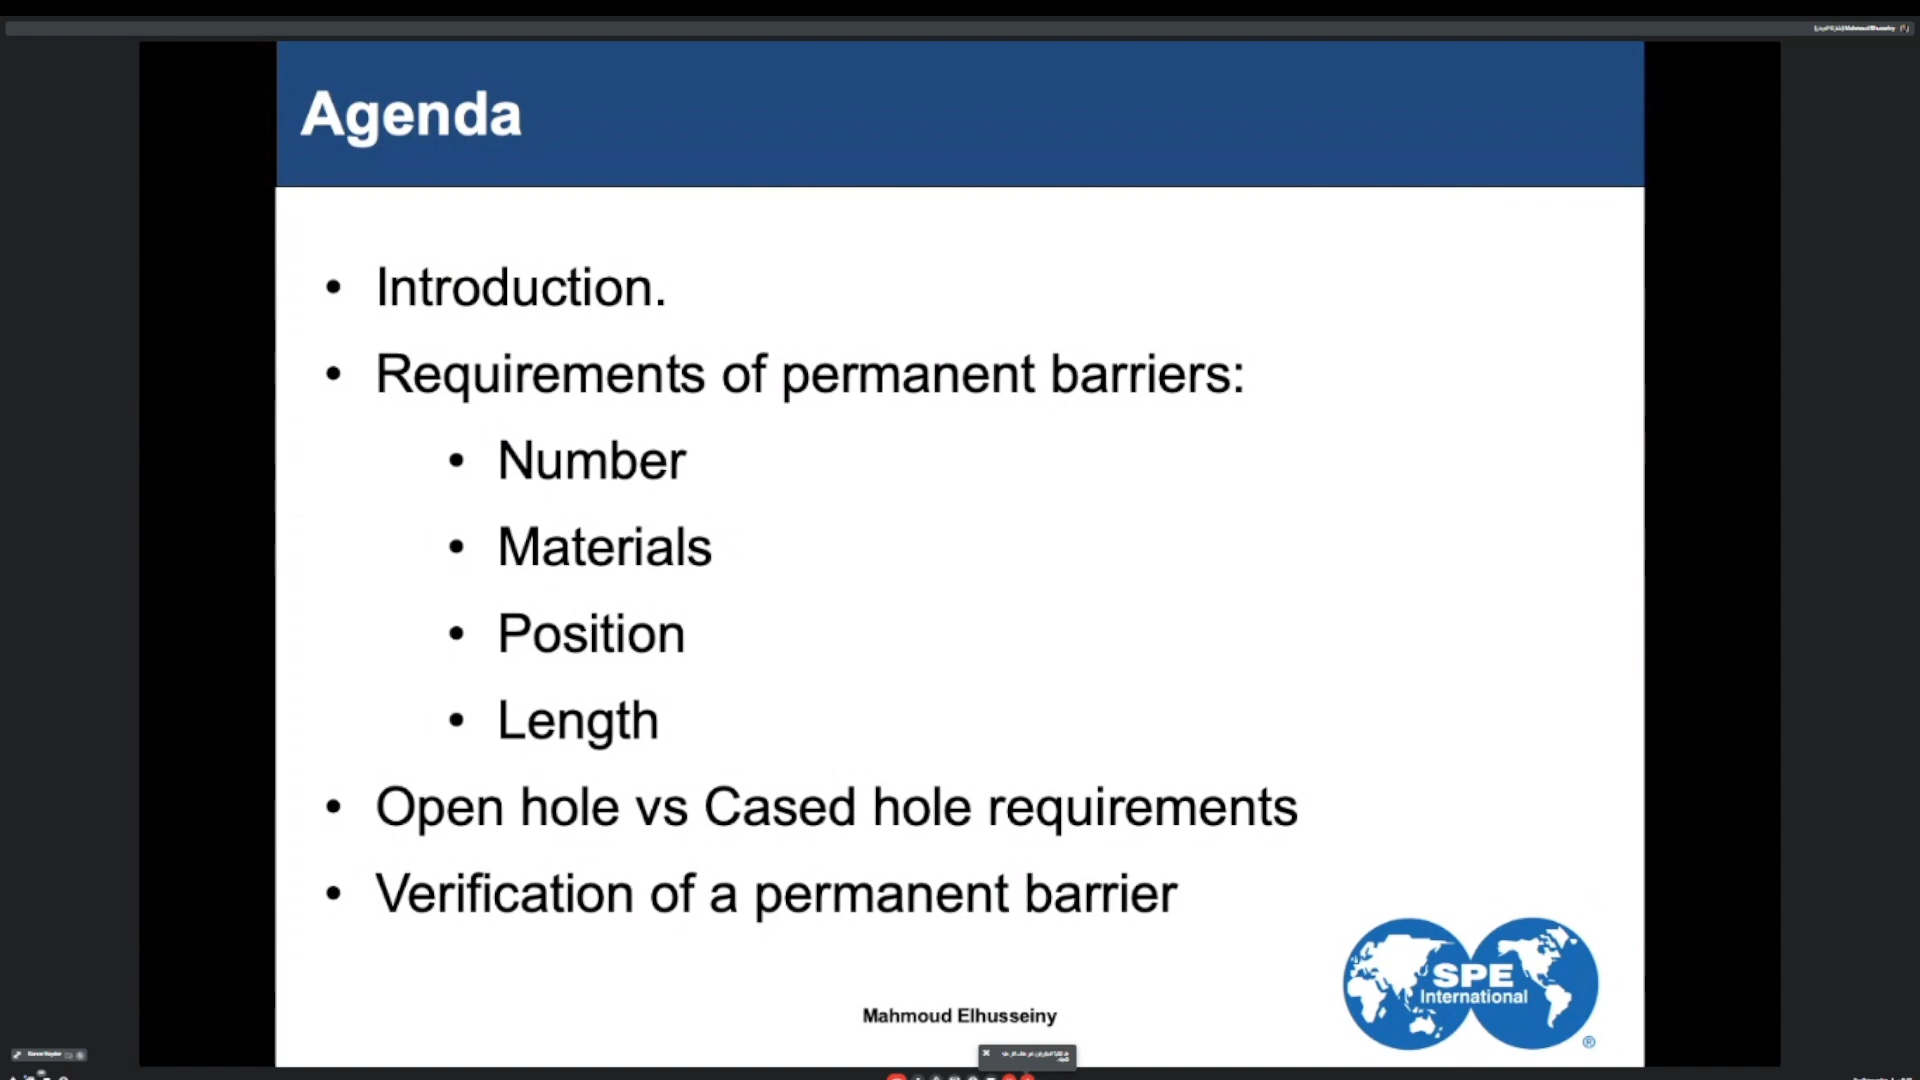 Agenda
• Introduction.
• Requirements of permanent barriers:
• Number
• Materials
• Position
• Length
• Open hole vs Cased hole requirements
• Verification of a permanent barrier
SPE
International
®
Mahmoud Elhusseiny